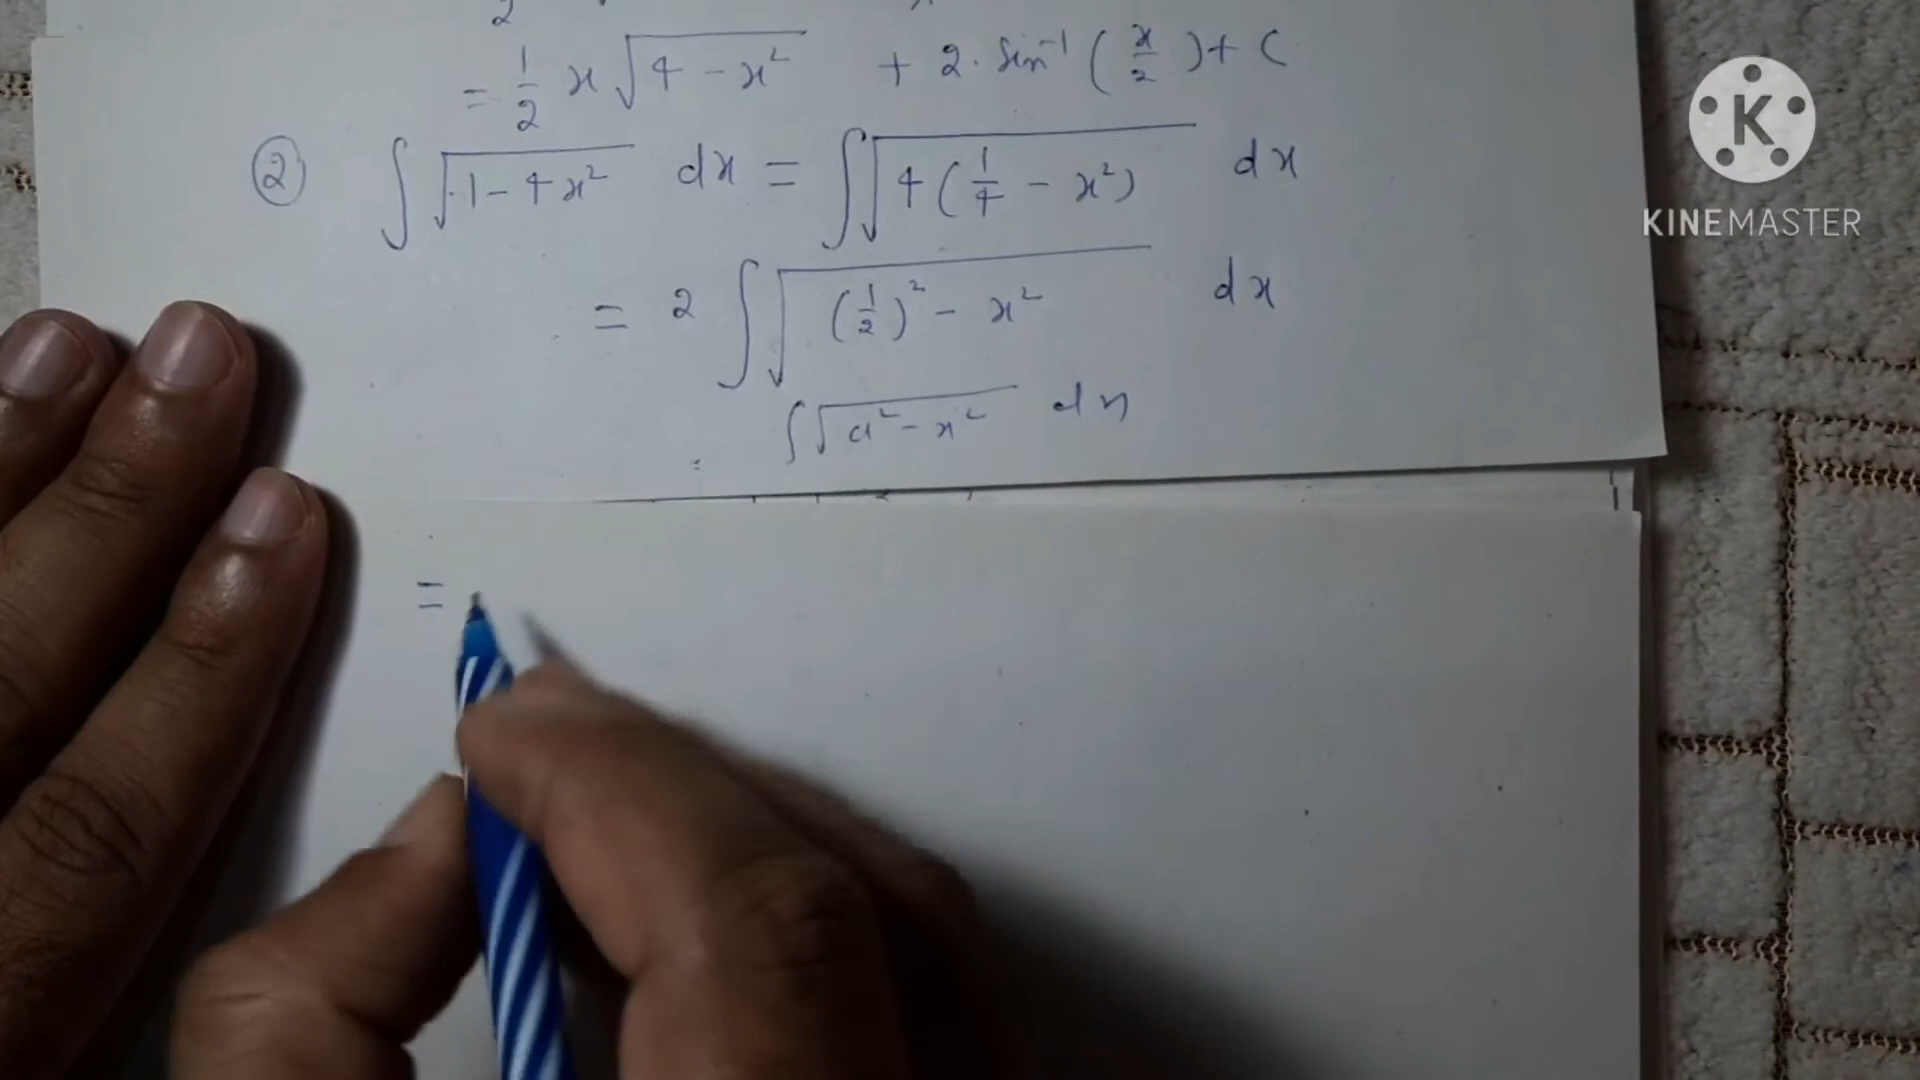 = 1/2 x √(4 - x²) + 2. Sin⁻¹ (x/2) + C
② ∫ √(1 - 4x²) dx = ∫ √(4(1/4 - x²)) dx
= 2 ∫ √((1/2)² - x²) dx
∫ √(a² - x²) dx
=
K
KINEMASTER